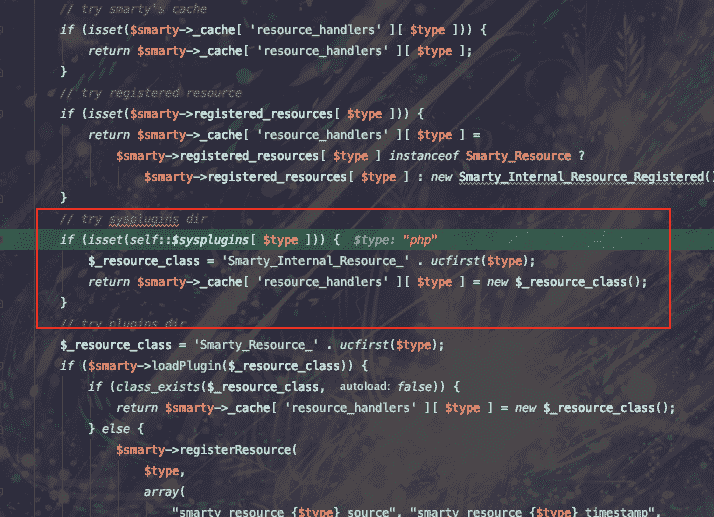 // try smarty's cache
if (isset($smarty->_cache[ 'resource_handlers' ][ $type ])) {
return $smarty->_cache[ 'resource_handlers' ][ $type ];
}
// try registered resource
if (isset($smarty->registered_resources[ $type ])) {
return $smarty->_cache[ 'resource_handlers' ][ $type ] =
$smarty->registered_resources[ $type ] instanceof Smarty_Resource ?
$smarty->registered_resources[ $type ] : new Smarty_Internal_Resource_Registered(
}
// try sysplugins dir
if (isset(self::$sysplugins[ $type ])) { $type: "php"
$_resource_class = 'Smarty_Internal_Resource_' . ucfirst($type);
return $smarty->_cache[ 'resource_handlers' ][ $type ] = new $_resource_class();
}
// try plugins dir
$_resource_class = 'Smarty_Resource_' . ucfirst($type);
if ($smarty->loadPlugin($_resource_class)) {
if (class_exists($_resource_class, autoload: false)) {
return $smarty->_cache[ 'resource_handlers' ][ $type ] = new $_resource_class();
} else {
$smarty->registerResource(
$type,
array(
"smarty_resource_{$type}_source", "smarty_resource_{$type}_timestamp",